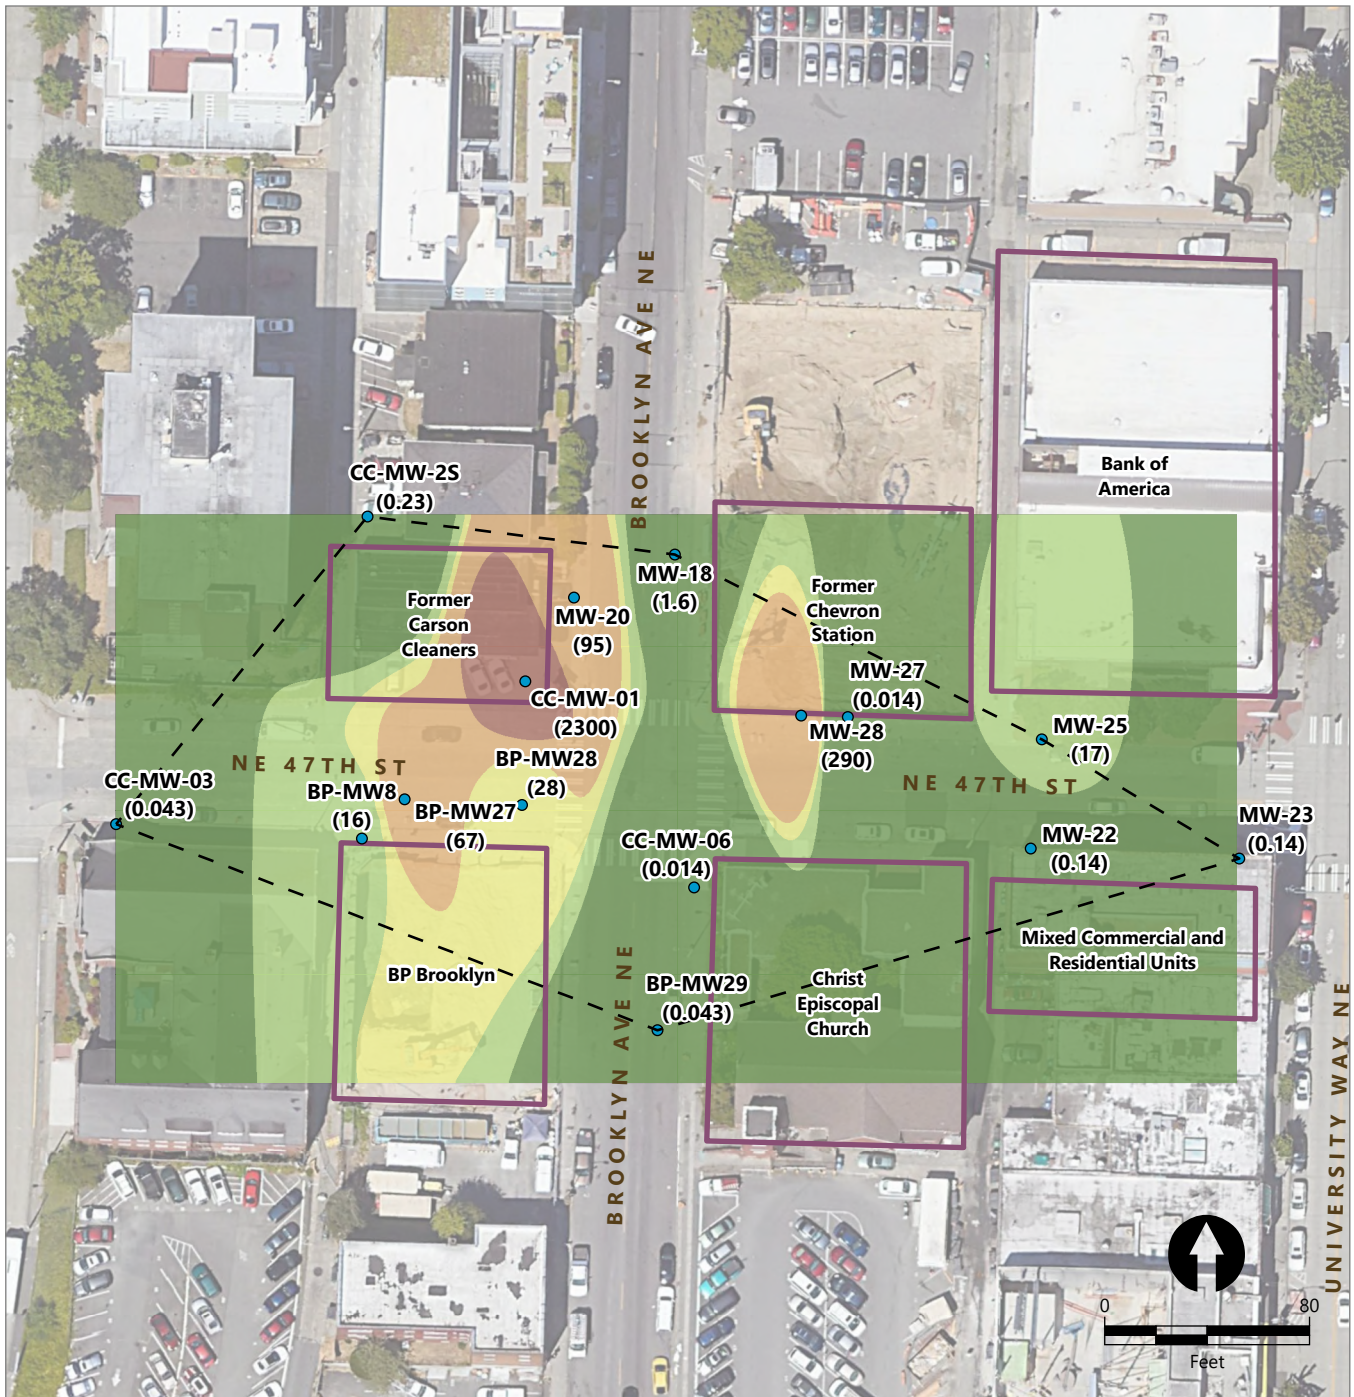 BROOKLYN AVE NE
Bank of
America
CC-MW-2S
(0.23)
MW-18
(1.6)
Former
Chevron
Station
Former
Carson
Cleaners
MW-20
(95)
MW-27
(0.014)
CC-MW-01
(2300)
MW-28
(290)
MW-25
(17)
NE 47TH ST
NE 47TH ST
CC-MW-03
(0.043)
BP-MW28
(28)
BP-MW8
(16)
BP-MW27
(67)
CC-MW-06
(0.014)
MW-22
(0.14)
MW-23
(0.14)
Mixed Commercial and
Residential Units
BP Brooklyn
BP-MW29
(0.043)
Christ
Episcopal
Church
BROOKLYN AVE NE
UNIVERSITY WAY NE
0 80
Feet